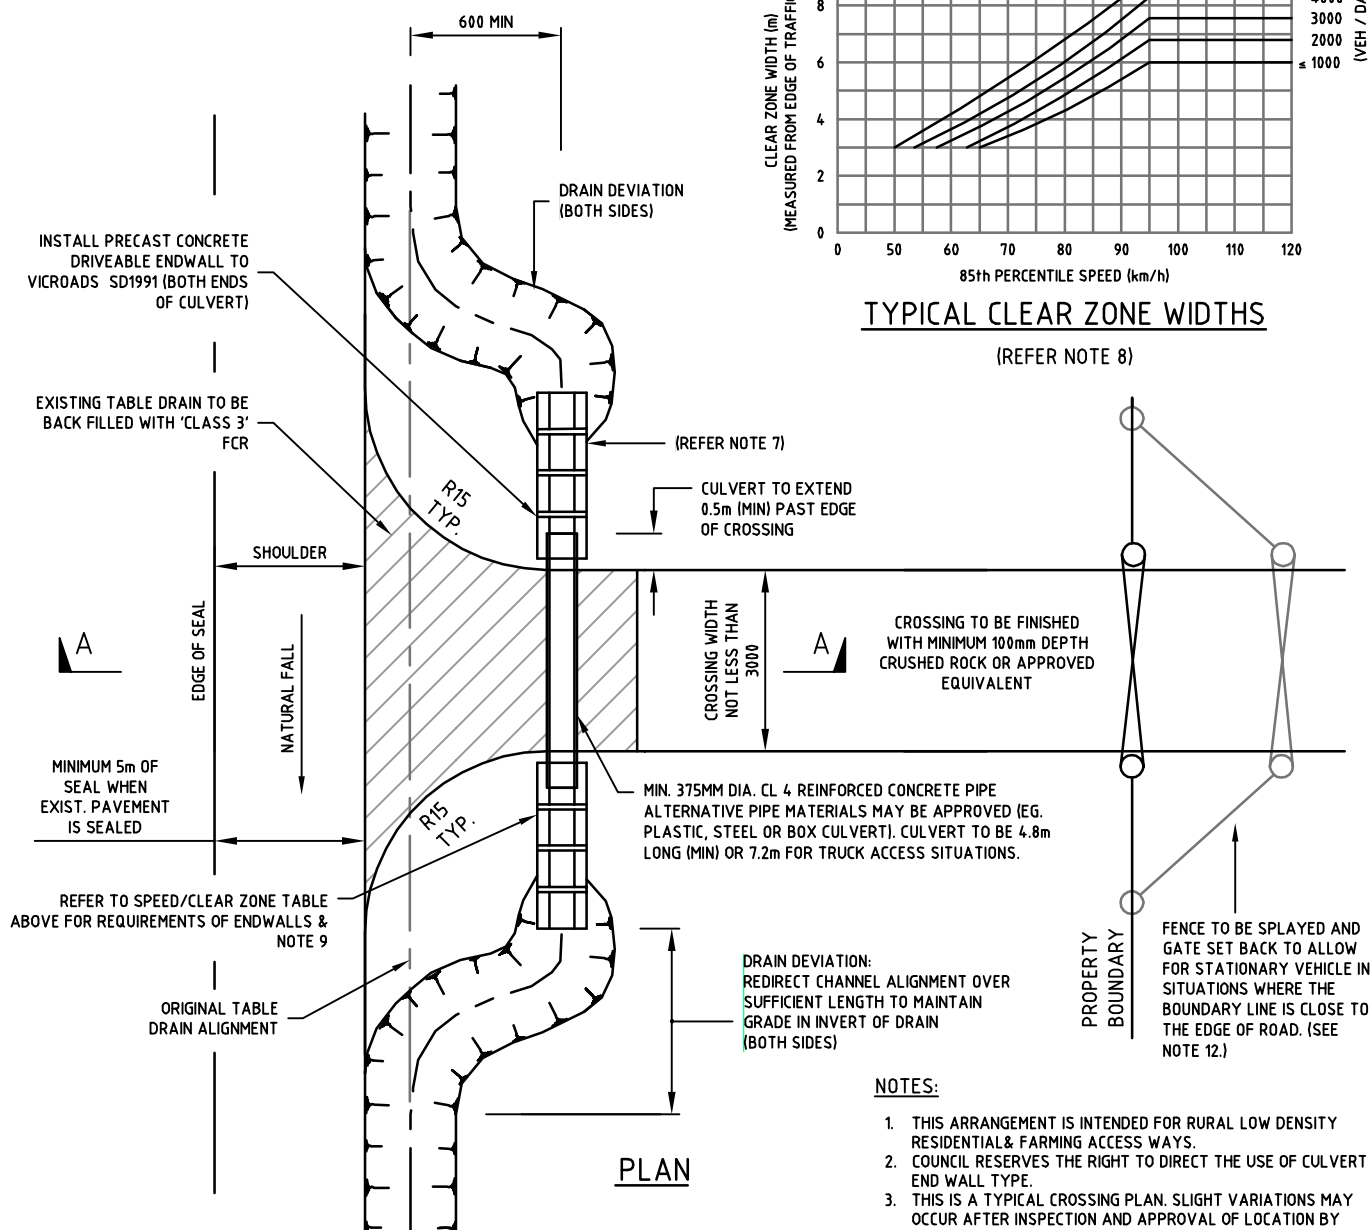 600 MIN
DRAIN DEVIATION
(BOTH SIDES)
INSTALL PRECAST CONCRETE
DRIVEABLE ENDWALL TO
VICROADS SD1991 (BOTH ENDS
OF CULVERT)
EXISTING TABLE DRAIN TO BE
BACK FILLED WITH 'CLASS 3'
FCR
(REFER NOTE 7)
CULVERT TO EXTEND
0.5m (MIN) PAST EDGE
OF CROSSING
R15
TYP.
SHOULDER
EDGE OF SEAL
NATURAL FALL
A
A
CROSSING WIDTH
NOT LESS THAN
3000
CROSSING TO BE FINISHED
WITH MINIMUM 100mm DEPTH
CRUSHED ROCK OR APPROVED
EQUIVALENT
MINIMUM 5m OF
SEAL WHEN
EXIST. PAVEMENT
IS SEALED
R15
TYP.
MIN. 375MM DIA. CL 4 REINFORCED CONCRETE PIPE
ALTERNATIVE PIPE MATERIALS MAY BE APPROVED (EG.
PLASTIC, STEEL OR BOX CULVERT). CULVERT TO BE 4.8m
LONG (MIN) OR 7.2m FOR TRUCK ACCESS SITUATIONS.
REFER TO SPEED/CLEAR ZONE TABLE
ABOVE FOR REQUIREMENTS OF ENDWALLS &
NOTE 9
ORIGINAL TABLE
DRAIN ALIGNMENT
DRAIN DEVIATION:
REDIRECT CHANNEL ALIGNMENT OVER
SUFFICIENT LENGTH TO MAINTAIN
GRADE IN INVERT OF DRAIN
(BOTH SIDES)
PLAN
CLEAR ZONE WIDTH (m)
(MEASURED FROM EDGE OF TRAFFIC
8
6
4
2
0
0 50 60 70 80 90 100 110 120
85th PERCENTILE SPEED (km/h)
3000
2000
≤ 1000
(VEH / DA
TYPICAL CLEAR ZONE WIDTHS
(REFER NOTE 8)
PROPERTY
BOUNDARY
FENCE TO BE SPLAYED AND
GATE SET BACK TO ALLOW
FOR STATIONARY VEHICLE IN
SITUATIONS WHERE THE
BOUNDARY LINE IS CLOSE TO
THE EDGE OF ROAD. (SEE
NOTE 12.)
NOTES:
1. THIS ARRANGEMENT IS INTENDED FOR RURAL LOW DENSITY
RESIDENTIAL& FARMING ACCESS WAYS.
2. COUNCIL RESERVES THE RIGHT TO DIRECT THE USE OF CULVERT
END WALL TYPE.
3. THIS IS A TYPICAL CROSSING PLAN. SLIGHT VARIATIONS MAY
OCCUR AFTER INSPECTION AND APPROVAL OF LOCATION BY